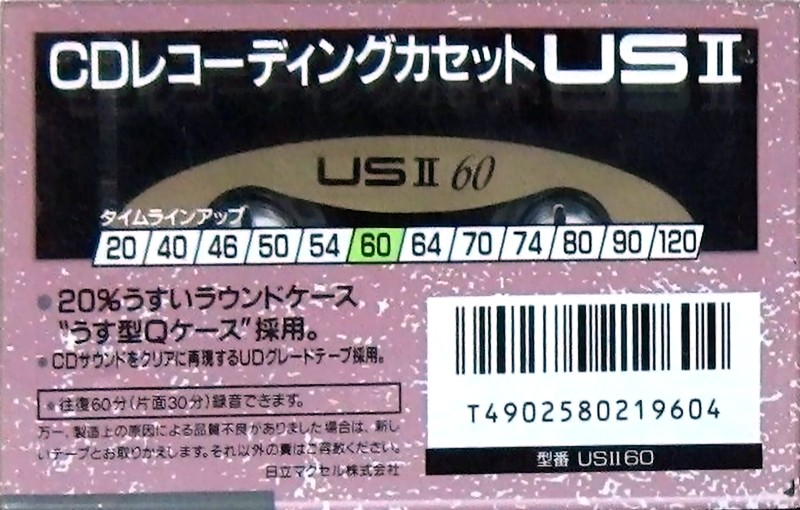 CDレコーディングカセットUSⅡ
USⅡ60
タイムラインアップ
20/40/46/50/54/60/64/70/74/80/90/120
●20%うすいラウンドケース
“うす型Qケース”採用。
●CDサウンドをクリアに再現するUDグレードテープ採用。
●往復60分(片面30分)録音できます。
万一、製造上の原因による品質不良がありました場合は、新し
いテープとお取りかえします。それ以外の責はご容赦ください。
日立マクセル株式会社
T4902580219604
型番 USⅡ60